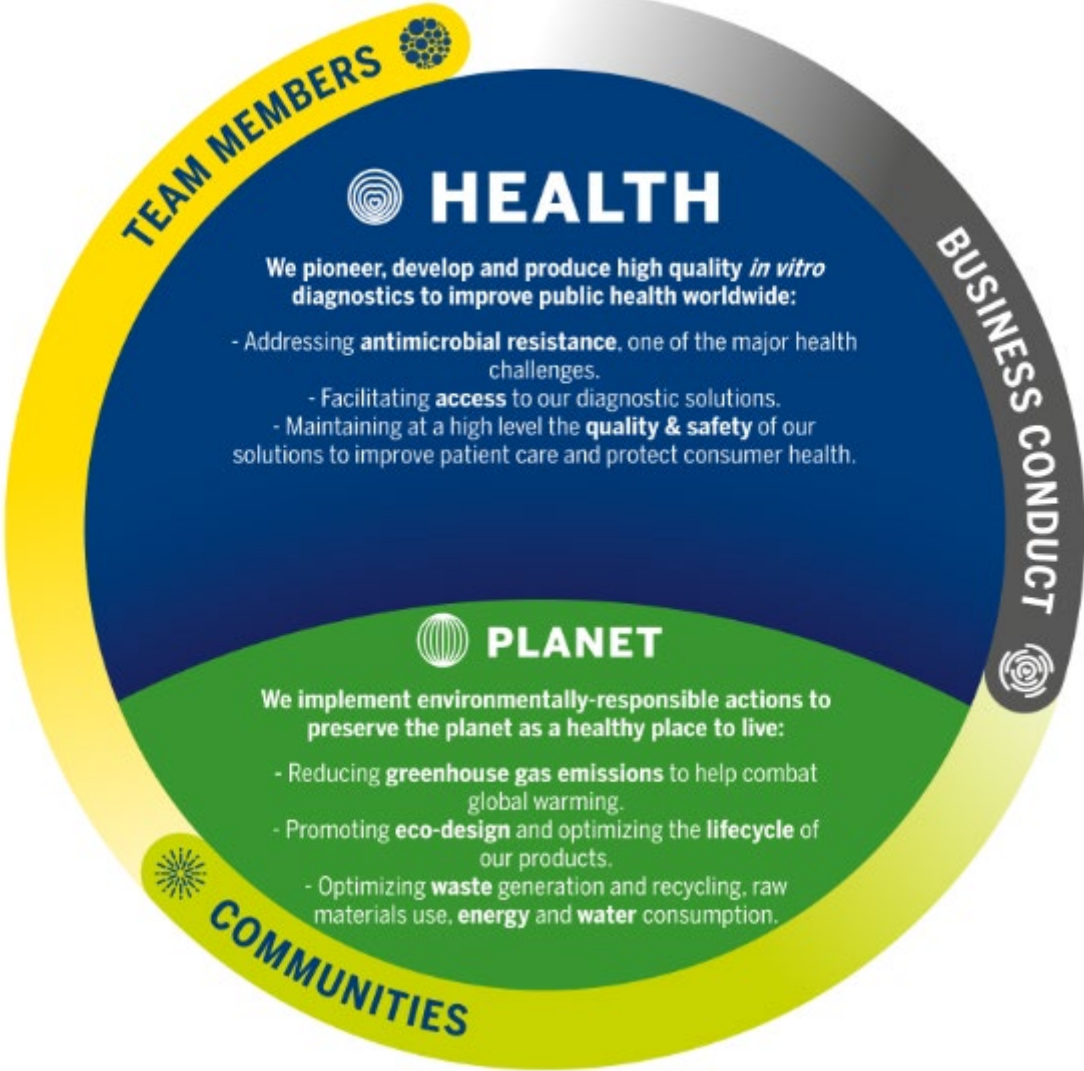 TEAM MEMBERS
HEALTH
We pioneer, develop and produce high quality in vitro
diagnostics to improve public health worldwide:
- Addressing antimicrobial resistance, one of the major health
challenges.
- Facilitating access to our diagnostic solutions.
- Maintaining at a high level the quality & safety of our
solutions to improve patient care and protect consumer health.
BUSINESS CONDUCT
PLANET
We implement environmentally-responsible actions to
preserve the planet as a healthy place to live:
- Reducing greenhouse gas emissions to help combat
global warming.
- Promoting eco-design and optimizing the lifecycle of
our products.
- Optimizing waste generation and recycling, raw
materials use, energy and water consumption.
COMMUNITIES